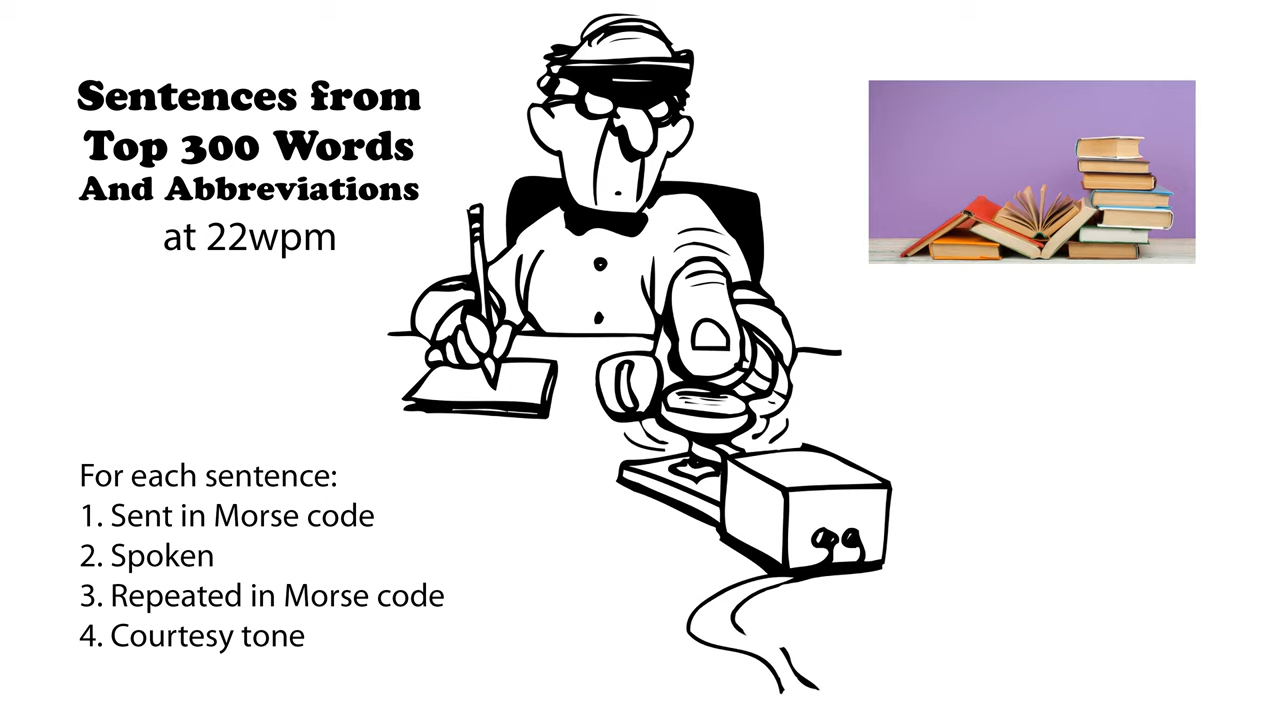 Sentences from
Top 300 Words
And Abbreviations
at 22wpm
For each sentence:
1. Sent in Morse code
2. Spoken
3. Repeated in Morse code
4. Courtesy tone